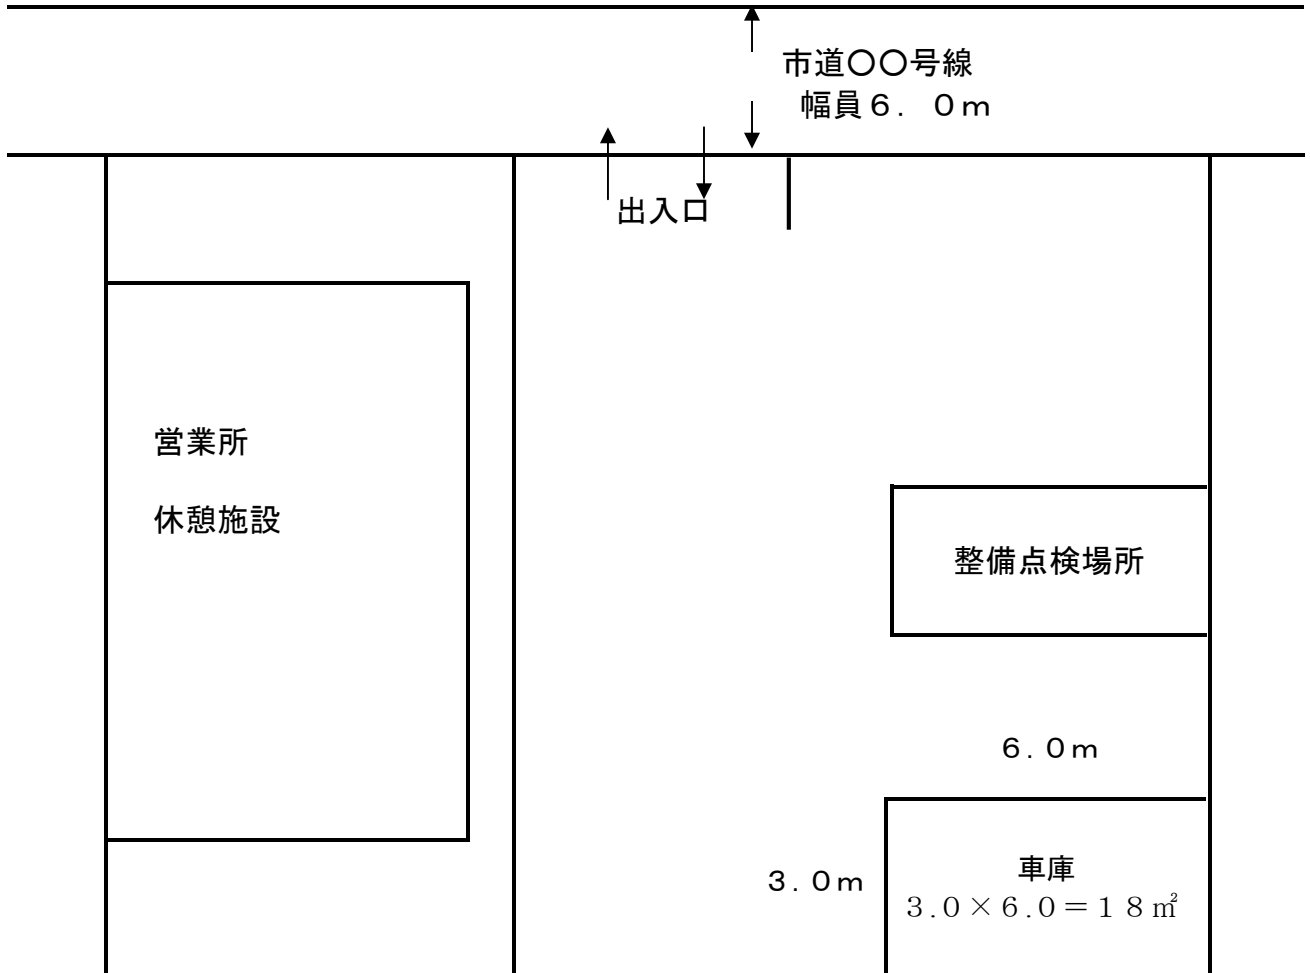 市道〇〇号線
幅員６．０ｍ
出入口
営業所
休憩施設
整備点検場所
６.０ｍ
３.０ｍ
車庫
３.０×６.０＝１８㎡